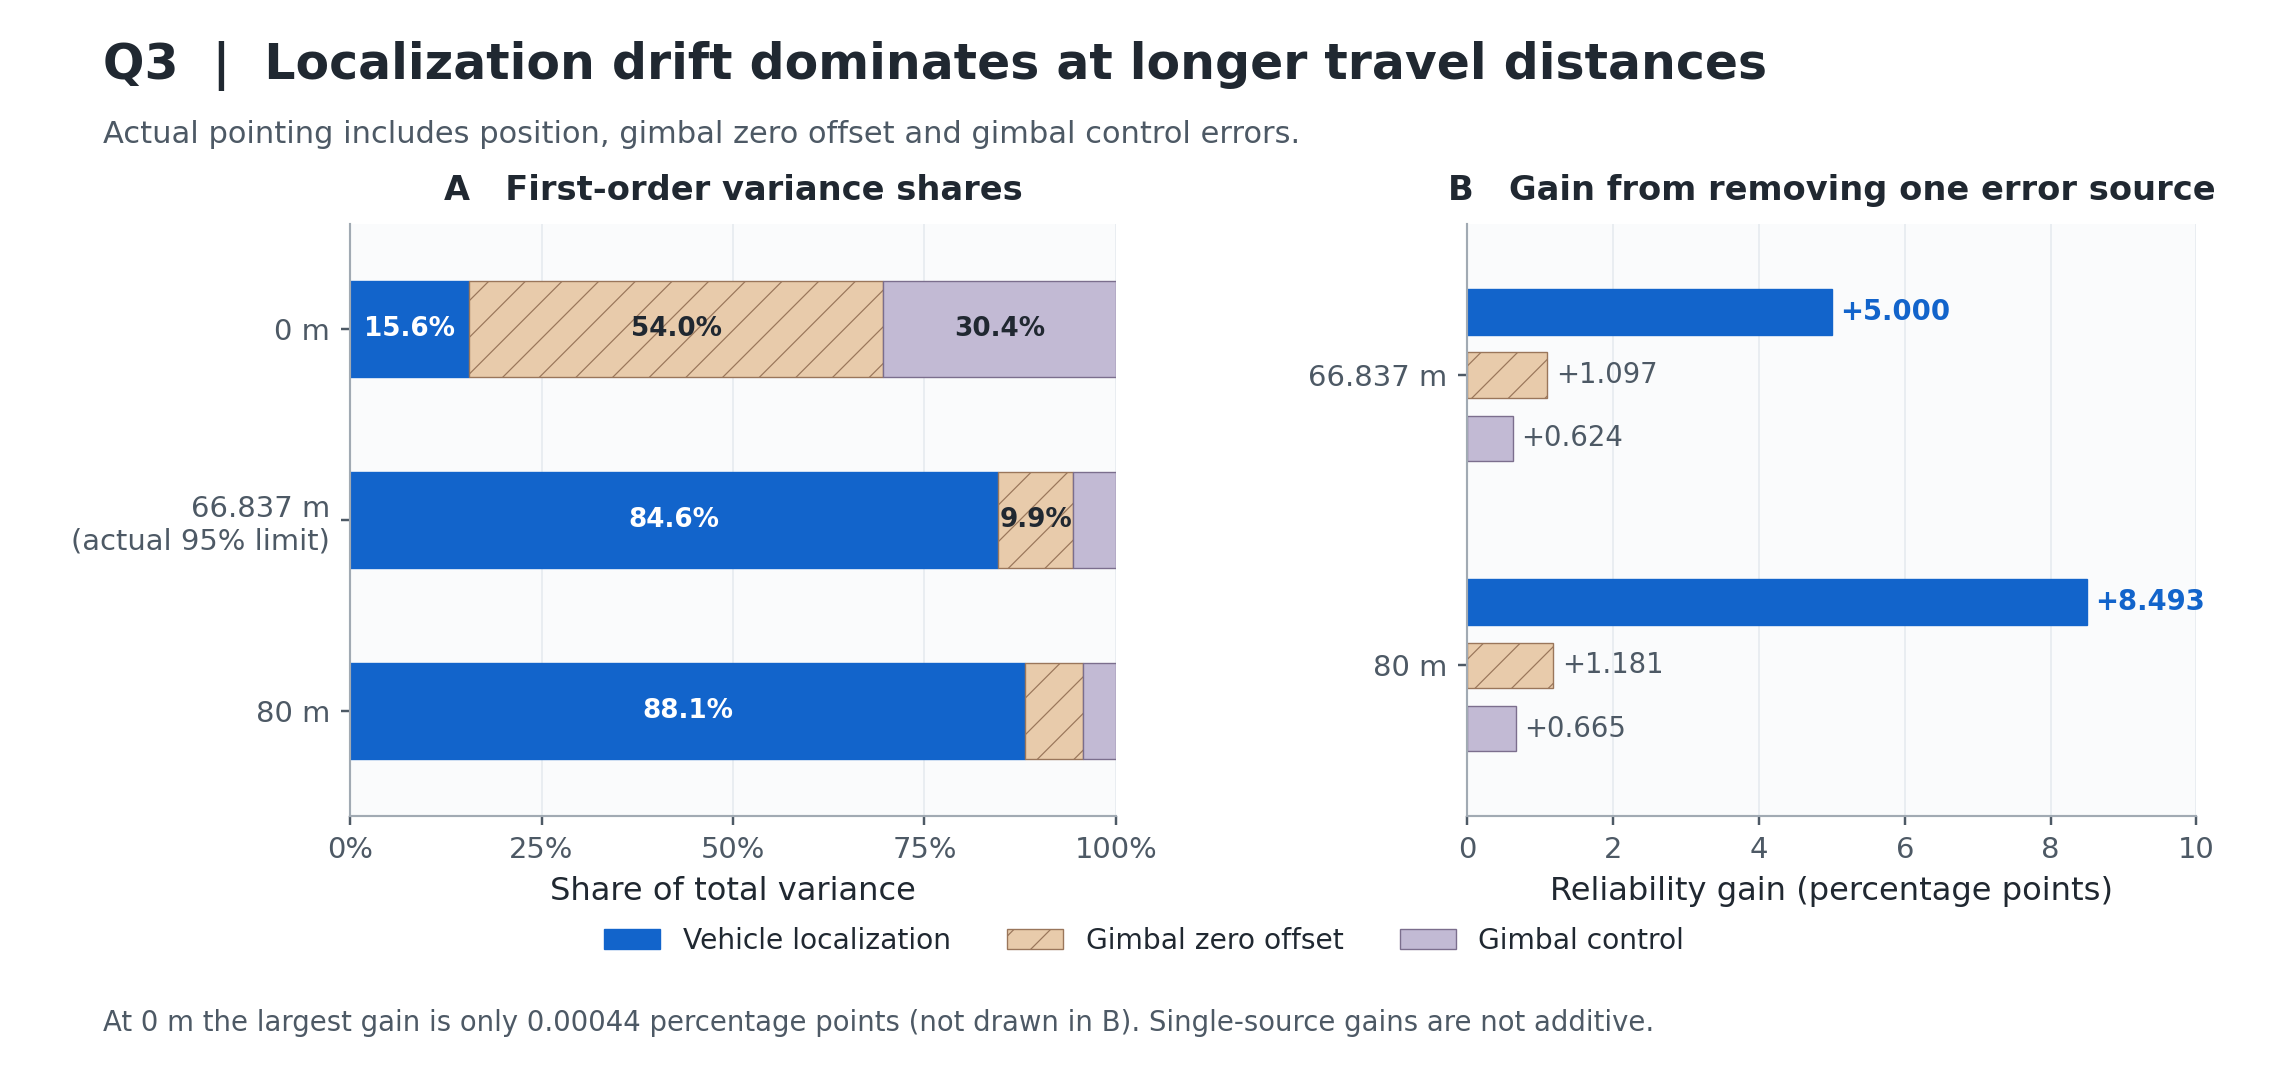 Q3 | Localization drift dominates at longer travel distances
Actual pointing includes position, gimbal zero offset and gimbal control errors.
A First-order variance shares
0 m
15.6%
54.0%
30.4%
66.837 m
(actual 95% limit)
84.6%
9.9%
80 m
88.1%
0%
25%
50%
75%
100%
Share of total variance
B Gain from removing one error source
66.837 m
+5.000
+1.097
+0.624
80 m
+8.493
+1.181
+0.665
0
2
4
6
8
10
Reliability gain (percentage points)
Vehicle localization
Gimbal zero offset
Gimbal control
At 0 m the largest gain is only 0.00044 percentage points (not drawn in B). Single-source gains are not additive.